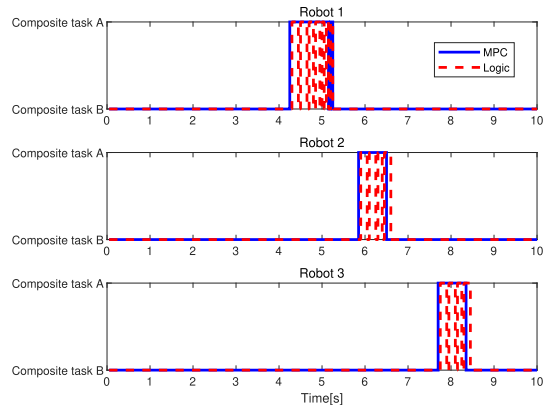 Robot 1
Composite task A
MPC
Logic
Composite task B
0 1 2 3 4 5 6 7 8 9 10
Robot 2
Composite task A
Composite task B
0 1 2 3 4 5 6 7 8 9 10
Robot 3
Composite task A
Composite task B
0 1 2 3 4 5 6 7 8 9 10
Time[s]